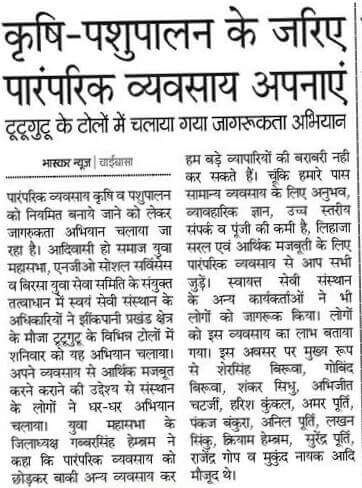 कृषि-पशुपालन के जरिए
पारंपरिक व्यवसाय अपनाएं
टूटूगुटू के टोलों में चलाया गया जागरूकता अभियान
भास्कर न्यूज | चाईबासा
पारंपरिक व्यवसाय कृषि व पशुपालन
को नियमित बनाये जाने को लेकर
जागरुकता अभियान चलाया जा
रहा है। आदिवासी हो समाज युवा
महासभा, एनजीओ सोशल सर्विसेस
व बिरसा युवा सेवा समिति के संयुक्त
तत्वाधान में स्वयं सेवी संस्थान के
अधिकारियों ने झींकपानी प्रखंड क्षेत्र
के मौजा टूटूगुटू के विभिन्न टोलों में
शनिवार को यह अभियान चलाया।
अपने व्यवसाय से आर्थिक मजबूत
करने कराने की उद्देश्य से संस्थान
के लोगों ने घर-घर अभियान
चलाया। युवा महासभा के
जिलाध्यक्ष गब्बरसिंह हेम्ब्रम ने
कहा कि पारंपरिक व्यवसाय को
छोड़कर बाकी अन्य व्यवसाय कर
हम बड़े व्यापारियों की बराबरी नही
कर सकते हैं। चूंकि हमारे पास
सामान्य व्यवसाय के लिए अनुभव,
व्यावहारिक ज्ञान, उच्च स्तरीय
संपर्क व पूंजी की कमी है, लिहाजा
सरल एवं आर्थिक मजबूती के लिए
पारंपरिक व्यवसाय से आप सभी
जुड़ें। स्वायत्त सेवी संस्थान
के अन्य कार्यकर्ताओं ने भी
लोगों को जागरूक किया। लोगों
को इस व्यवसाय का लाभ बताया
गया। इस अवसर पर मुख्य रूप
से शेरसिंह बिरूवा, गोबिंद
बिरूवा, शंकर सिधु, अभिजीत
चटर्जी, हरिश कुंकल, अमर पूर्ति,
पंकज बंकुरा, अनिल पूर्ति, लखन
सिंकु, क्रियाम हेम्ब्रम, सुरेंद्र पूर्ति,
राजेंद्र गोप व मुकुंद नायक आदि
मौजूद थे।